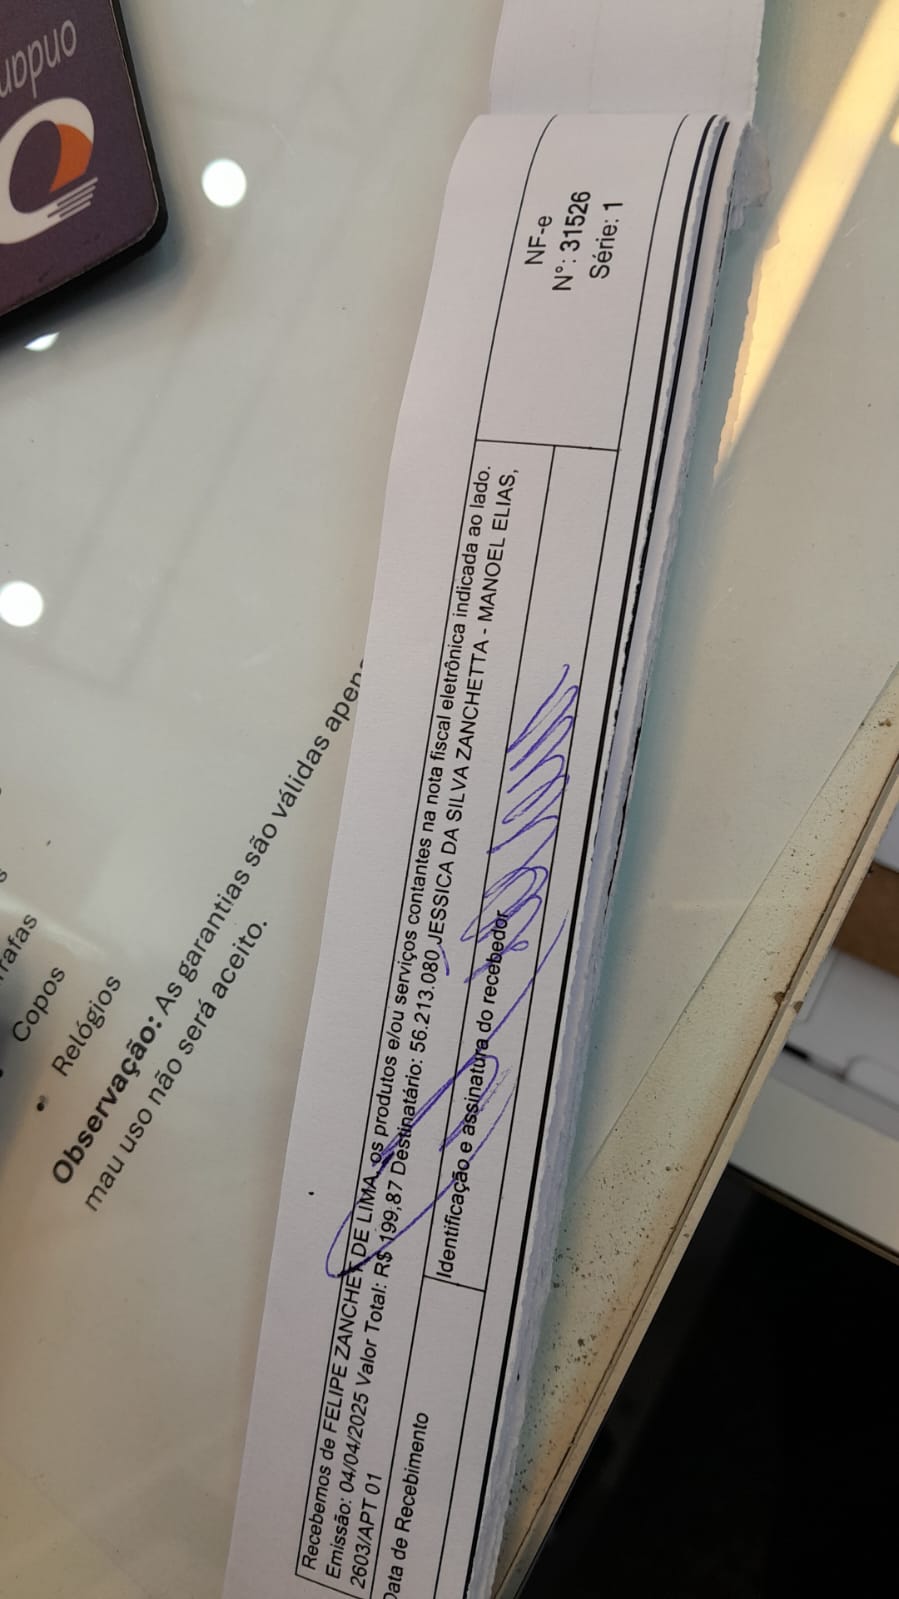 Recebemos de FELIPE ZANCHET DE LIMA, os produtos e/ou serviços contantes na nota fiscal eletrônica indicada ao lado.
Emissão: 04/04/2025 Valor Total: R$ 199,87 Destinatário: 56.213.080 JESSICA DA SILVA ZANCHETTA - MANOEL ELIAS,
2603/APT 01
Data de Recebimento
Identificação e assinatura do recebedor
NF-e
N°: 31526
Série: 1
Copos
• Relógios
Observação: As garantias são válidas
mau uso não será aceito.